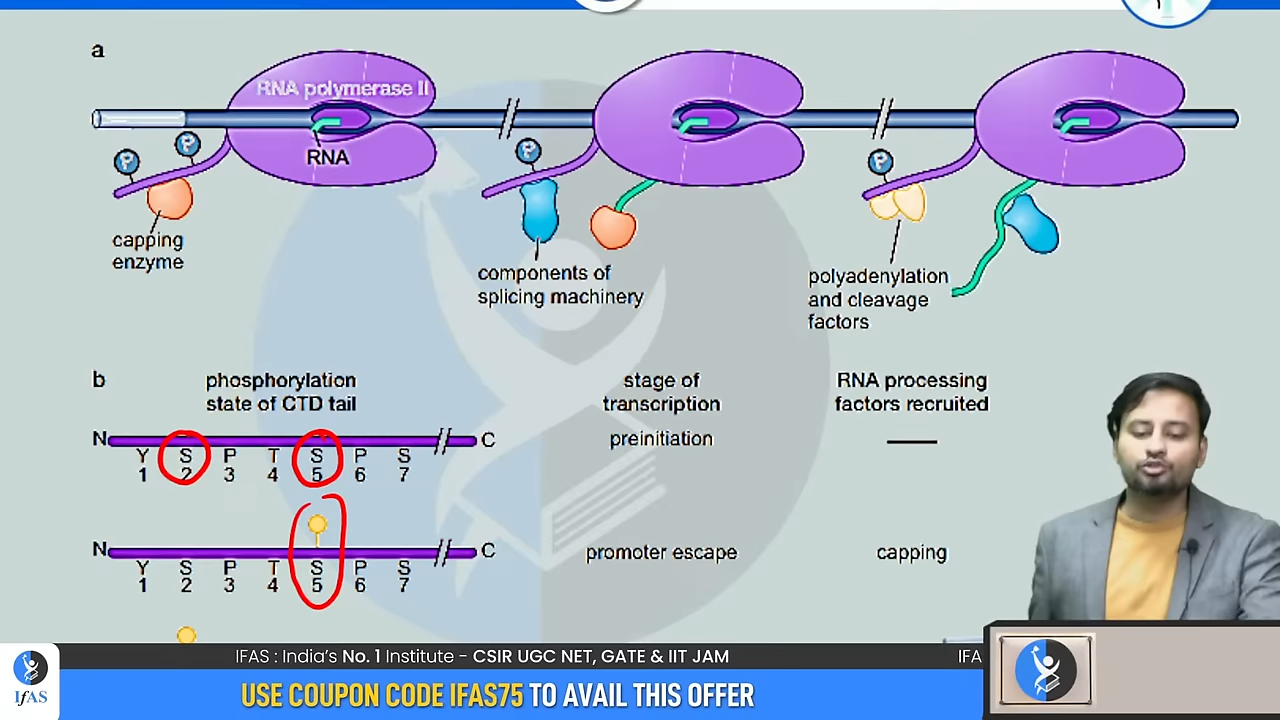 a
RNA polymerase II
P
P
RNA
P
P
capping
enzyme
components of
splicing machinery
polyadenylation
and cleavage
factors
b
phosphorylation
state of CTD tail
stage of
transcription
RNA processing
factors recruited
N
C
Y S P T S P S
1 2 3 4 5 6 7
preinitiation
N
C
Y S P T S P S
1 2 3 4 5 6 7
promoter escape
capping
IFAS : India's No. 1 Institute - CSIR UGC NET, GATE & IIT JAM
IFA
IfAS
USE COUPON CODE IFAS75 TO AVAIL THIS OFFER